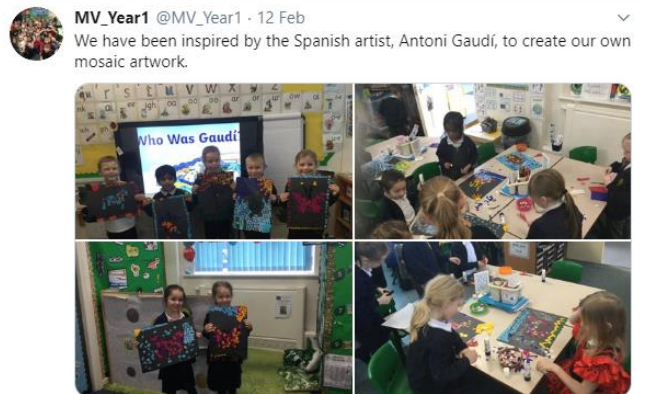 MV_Year1 @MV_Year1 · 12 Feb
We have been inspired by the Spanish artist, Antoni Gaudí, to create our own
mosaic artwork.
Who Was Gaudí?